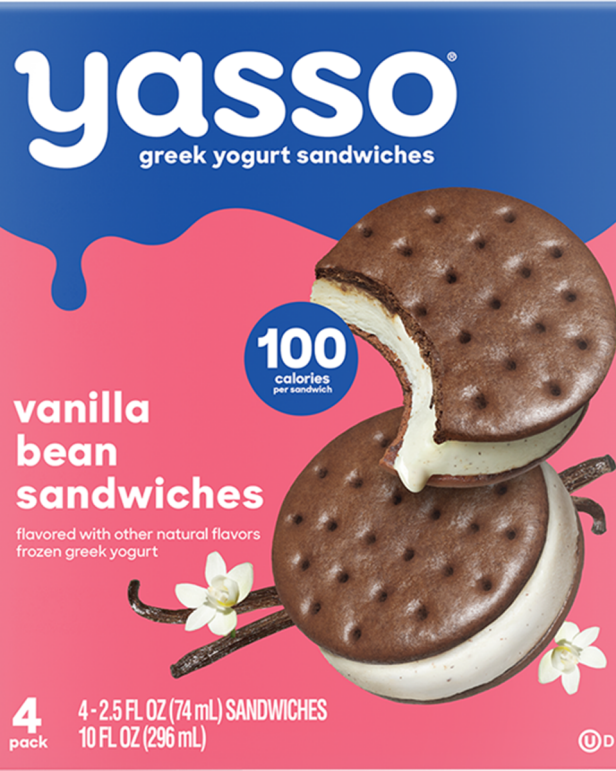 yasso®
greek yogurt sandwiches
100
calories
per sandwich
vanilla
bean
sandwiches
flavored with other natural flavors
frozen greek yogurt
4
pack
4-2.5 FL OZ (74 mL) SANDWICHES
10 FL OZ (296 mL)
U D